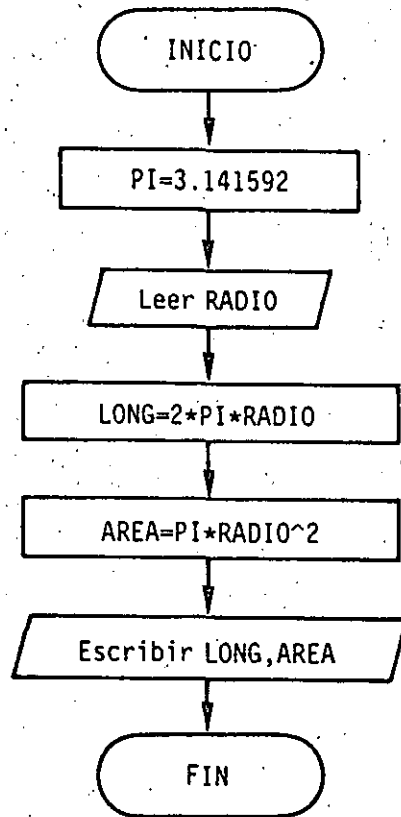 INICIO
PI=3.141592
Leer RADIO
LONG=2*PI*RADIO
AREA=PI*RADIO^2
Escribir LONG,AREA
FIN